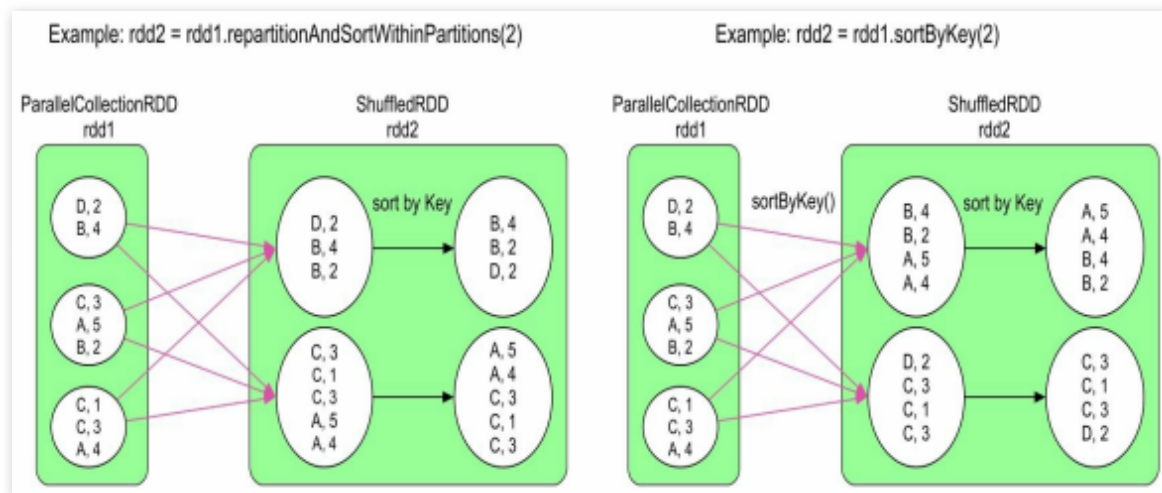 Example: rdd2 = rdd1.repartitionAndSortWithinPartitions(2)
ParallelCollectionRDD
rdd1
ShuffledRDD
rdd2
D, 2
B, 4
C, 3
A, 5
B, 2
C, 1
C, 3
A, 4
D, 2
B, 4
B, 2
sort by Key
B, 4
B, 2
D, 2
C, 3
C, 1
C, 3
A, 5
A, 4
A, 5
A, 4
C, 3
C, 1
C, 3
Example: rdd2 = rdd1.sortByKey(2)
ParallelCollectionRDD
rdd1
ShuffledRDD
rdd2
D, 2
B, 4
C, 3
A, 5
B, 2
C, 1
C, 3
A, 4
sortByKey()
B, 4
B, 2
A, 5
A, 4
sort by Key
A, 5
A, 4
B, 4
B, 2
D, 2
C, 3
C, 1
C, 3
C, 3
C, 1
C, 3
D, 2